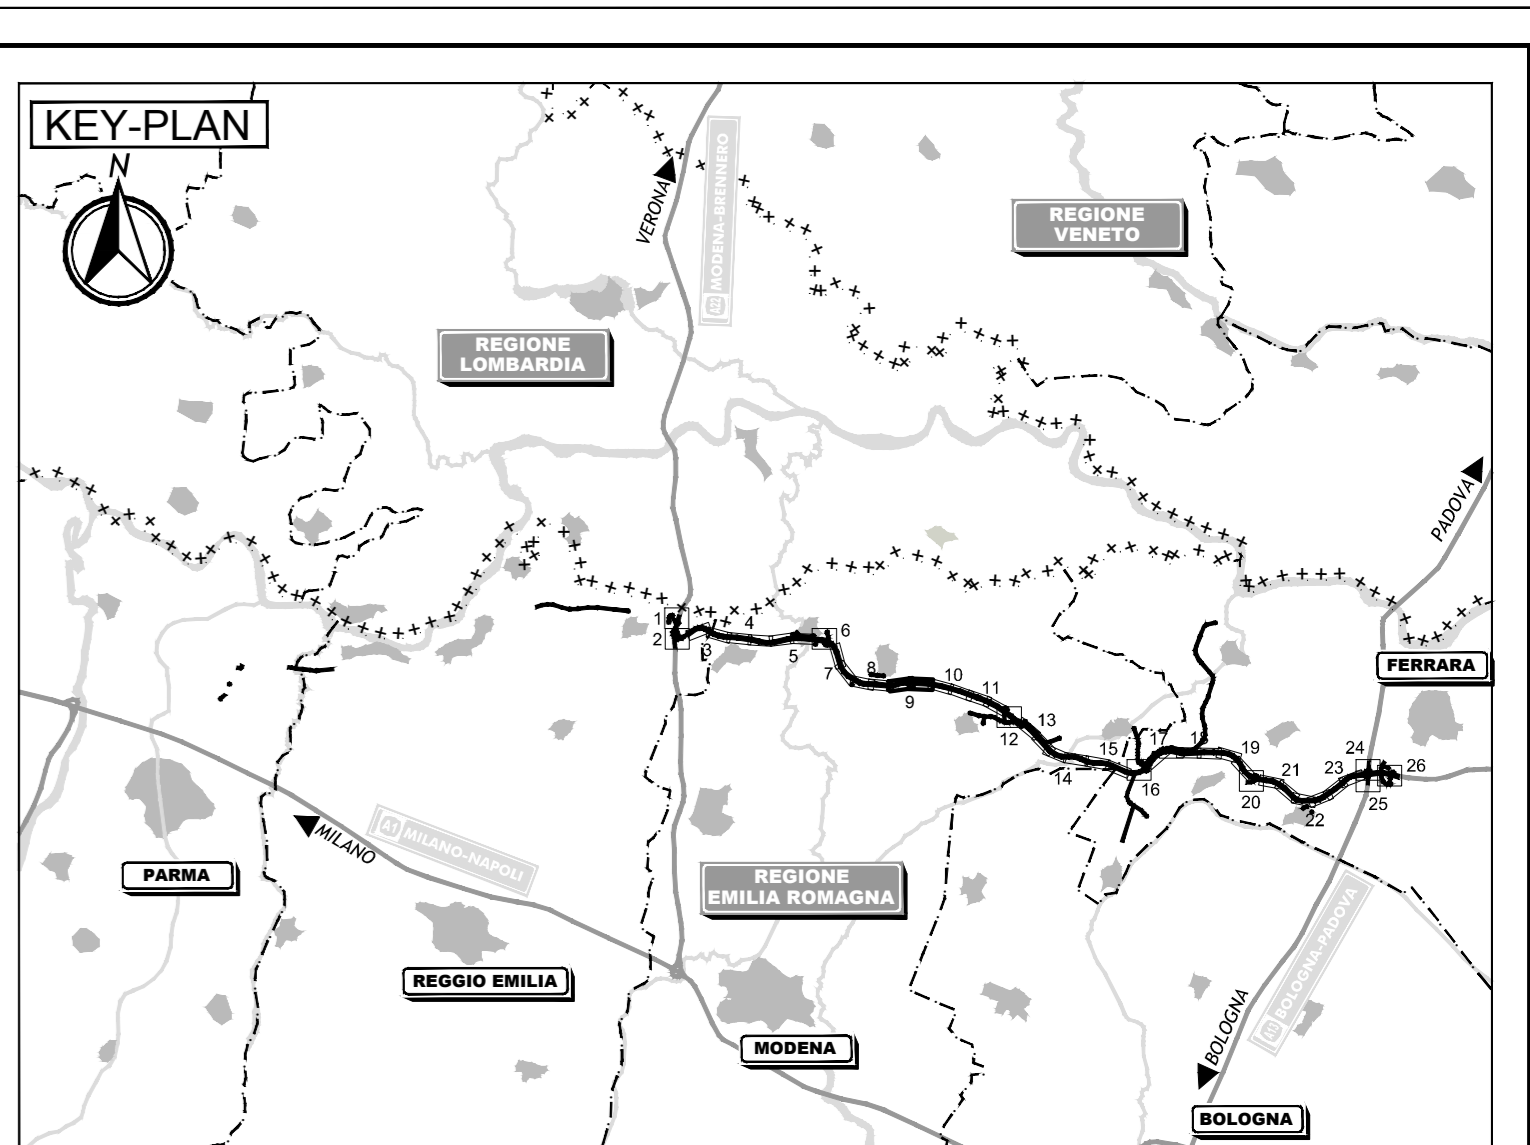 KEY-PLAN
N
VERONA
A22 MODENA-BRENNERO
REGIONE
VENETO
REGIONE
LOMBARDIA
PADOVA
1
2
3
4
5
6
7
8
9
10
11
12
13
14
15
16
17
18
19
20
21
22
23
24
25
26
FERRARA
MILANO
A1 MILANO-NAPOLI
PARMA
REGIONE
EMILIA ROMAGNA
REGGIO EMILIA
MODENA
A13 BOLOGNA-PADOVA
BOLOGNA
BOLOGNA